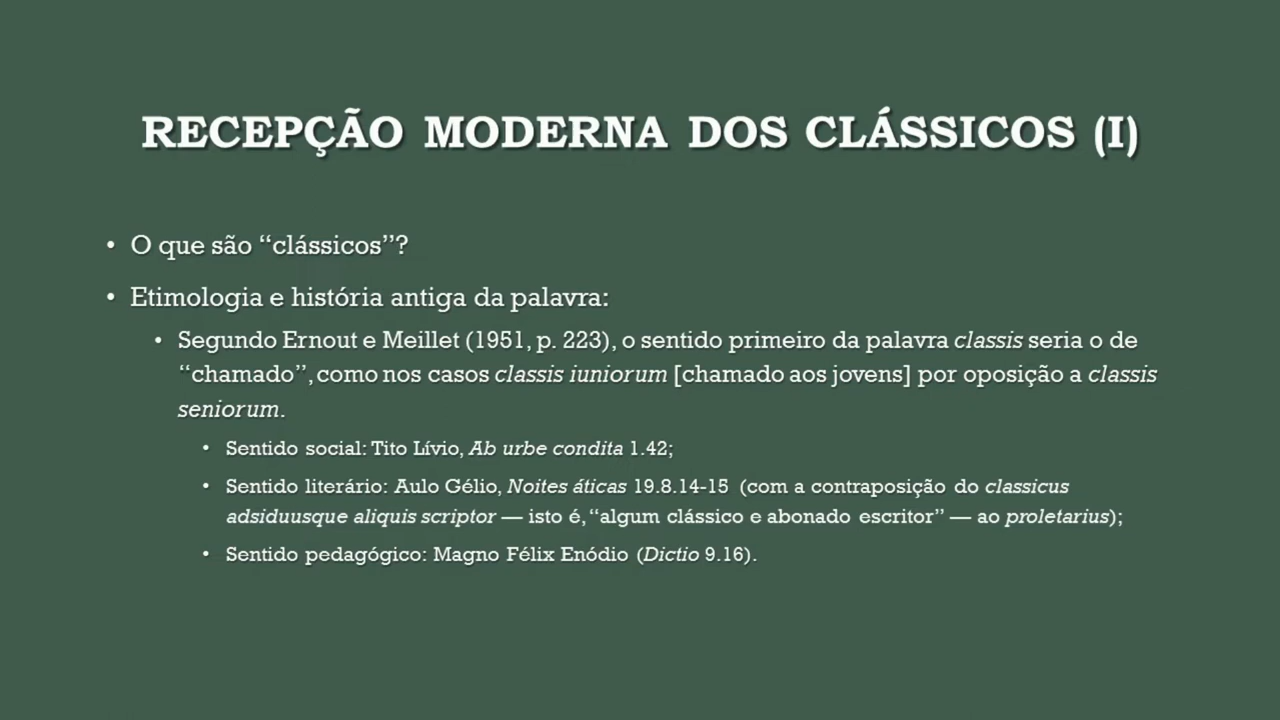 RECEPÇÃO MODERNA DOS CLÁSSICOS (I)
• O que são “clássicos”?
• Etimologia e história antiga da palavra:
• Segundo Ernout e Meillet (1951, p. 223), o sentido primeiro da palavra classis seria o de
“chamado”, como nos casos classis iuniorum [chamado aos jovens] por oposição a classis
seniorum.
• Sentido social: Tito Lívio, Ab urbe condita 1.42;
• Sentido literário: Aulo Gélio, Noites áticas 19.8.14-15 (com a contraposição do classicus
adsiduusque aliquis scriptor — isto é, “algum clássico e abonado escritor” — ao proletarius);
• Sentido pedagógico: Magno Félix Enódio (Dictio 9.16).